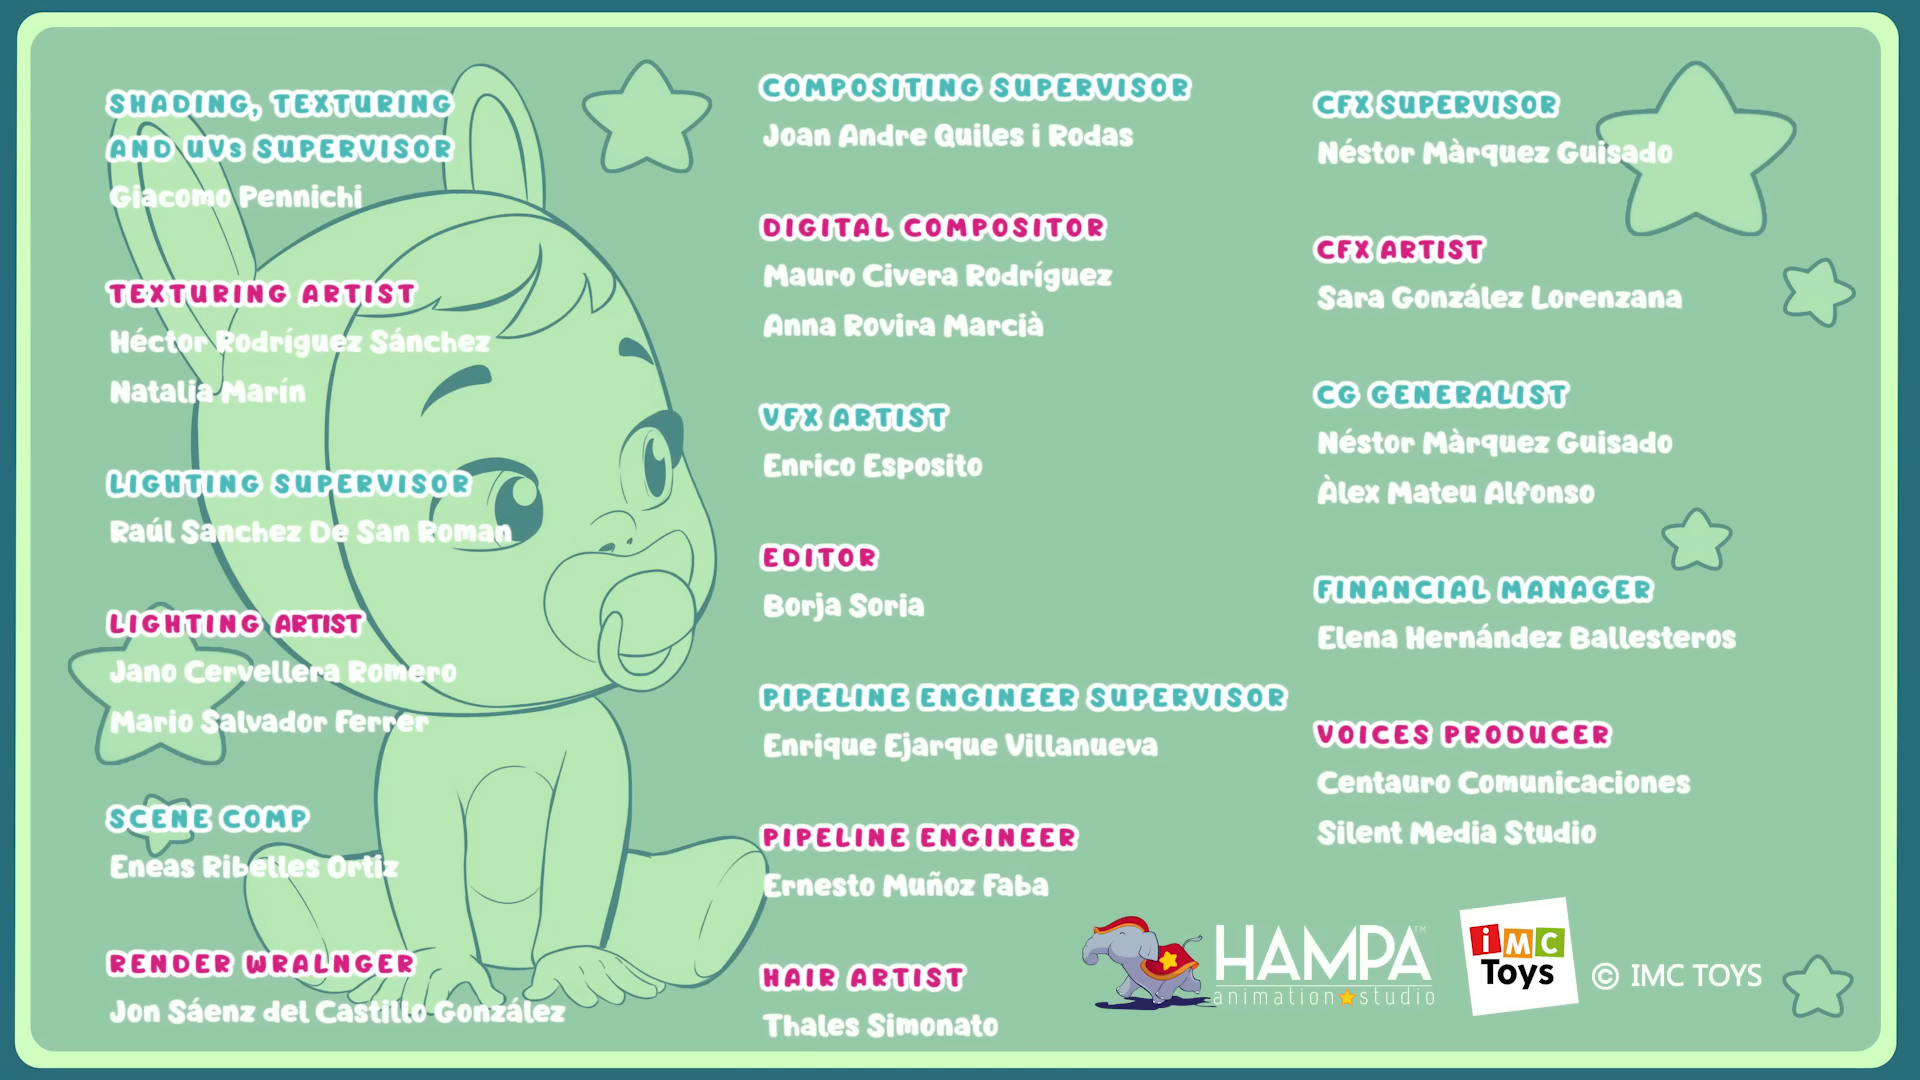 SHADING, TEXTURING
AND UVs SUPERVISOR
Giacomo Pennichi
TEXTURING ARTIST
Héctor Rodríguez Sánchez
Natalia Marín
LIGHTING SUPERVISOR
Raúl Sanchez De San Roman
LIGHTING ARTIST
Jano Cervellera Romero
Mario Salvador Ferrer
SCENE COMP
Eneas Ribelles Ortiz
RENDER WRALNGER
Jon Sáenz del Castillo González
COMPOSITING SUPERVISOR
Joan Andre Quiles i Rodas
DIGITAL COMPOSITOR
Mauro Civera Rodríguez
Anna Rovira Marcià
VFX ARTIST
Enrico Esposito
EDITOR
Borja Soria
PIPELINE ENGINEER SUPERVISOR
Enrique Ejarque Villanueva
PIPELINE ENGINEER
Ernesto Muñoz Faba
HAIR ARTIST
Thales Simonato
CFX SUPERVISOR
Néstor Màrquez Guisado
CFX ARTIST
Sara González Lorenzana
CG GENERALIST
Néstor Màrquez Guisado
Àlex Mateu Alfonso
FINANCIAL MANAGER
Elena Hernández Ballesteros
VOICES PRODUCER
Centauro Comunicaciones
Silent Media Studio
HAMPA™
animation studio
iMC
Toys
© IMC TOYS